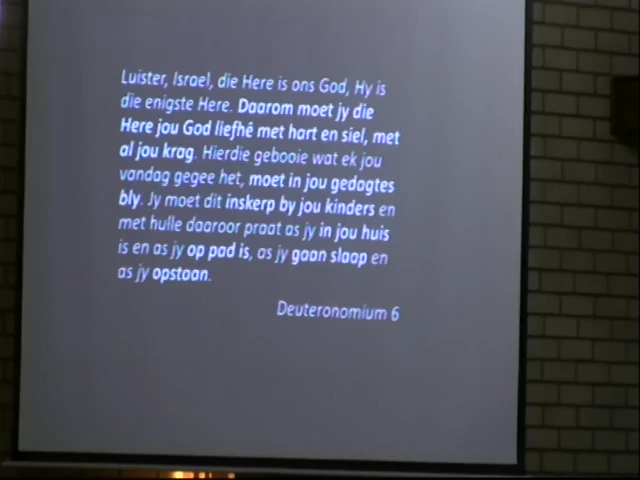 Luister, Israel, die Here is ons God, Hy is
die enigste Here. Daarom moet jy die
Here jou God liefhê met hart en siel, met
al jou krag. Hierdie gebooie wat ek jou
vandag gegee het, moet in jou gedagtes
bly. Jy moet dit inskerp by jou kinders en
met hulle daaroor praat as jy in jou huis
is en as jy op pad is, as jy gaan slaap en
as jy opstaan.
Deuteronomium 6